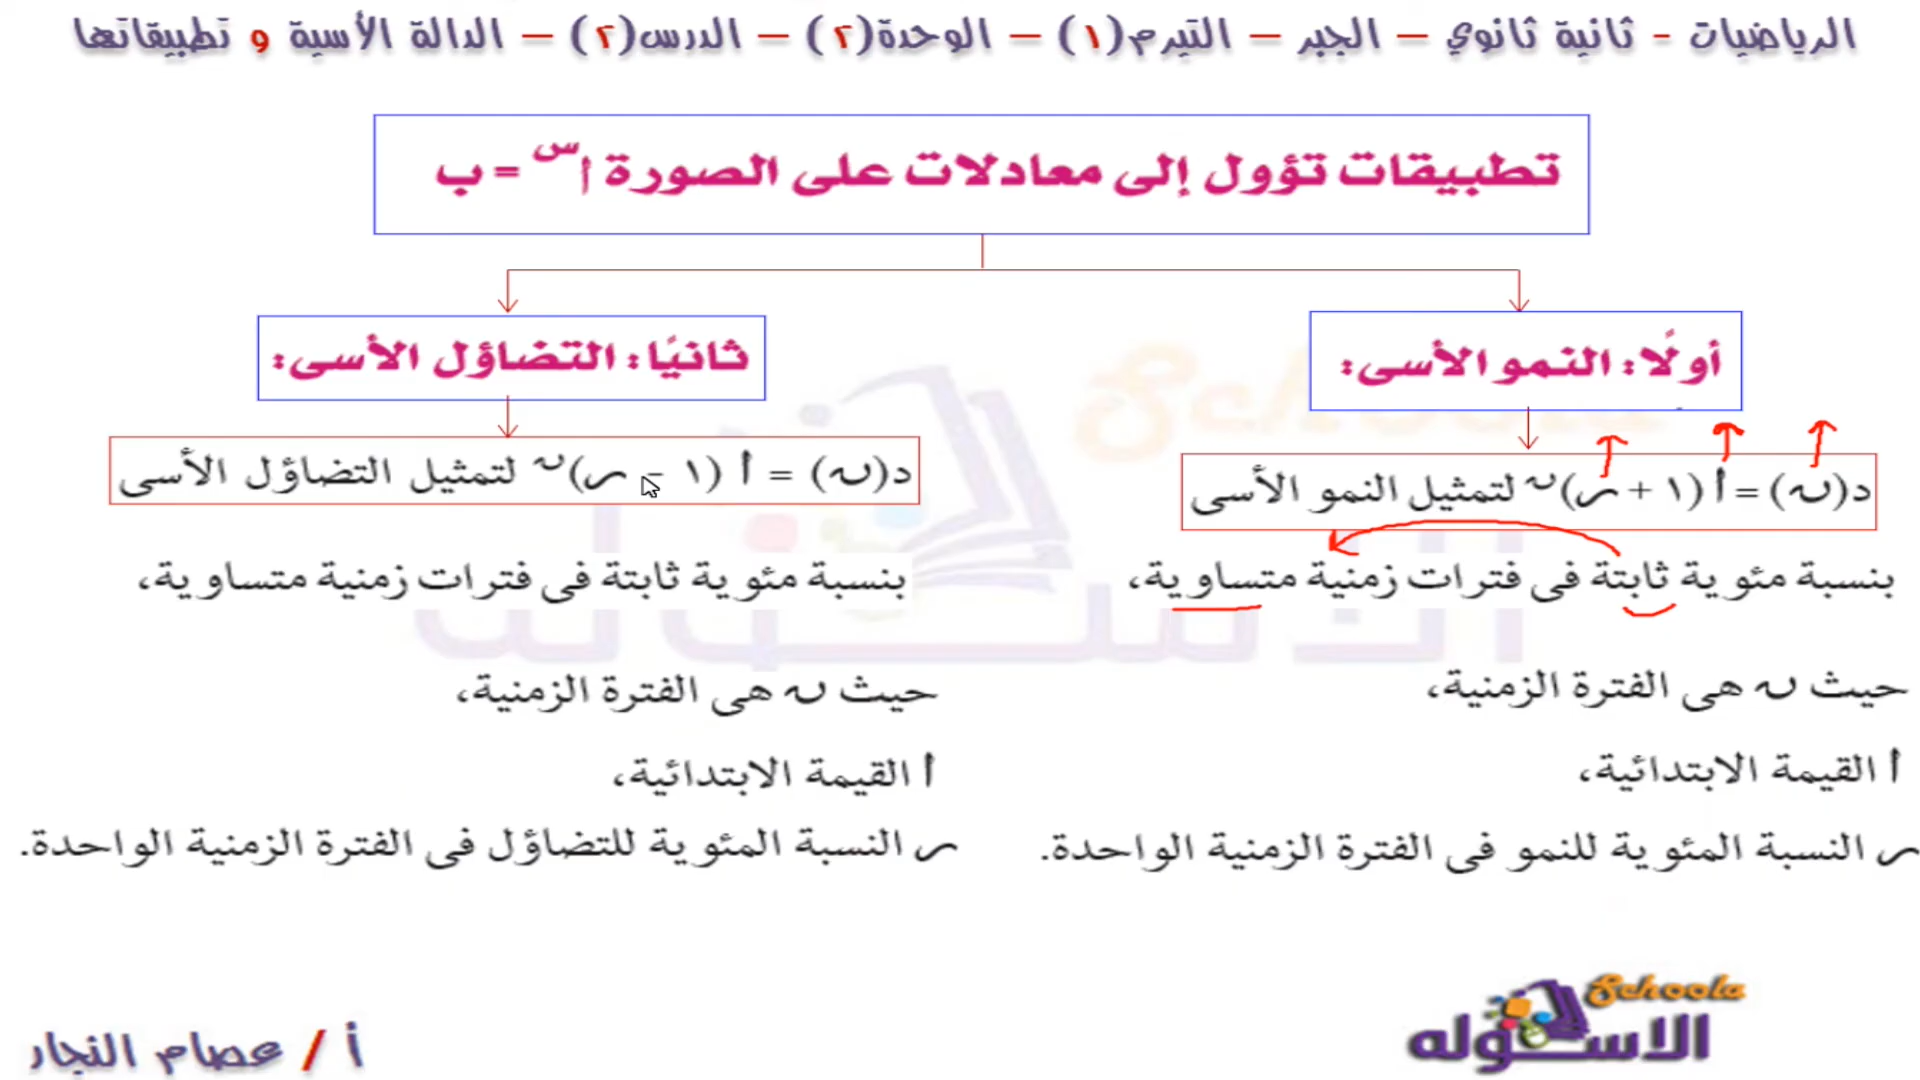 الرياضيات - ثانية ثانوي – الجبر – التيرم(١) – الوحدة(٢) – الدرس(٢) – الدالة الأسية و تطبيقاتها
تطبيقات تؤول إلى معادلات على الصورة أ^س = ب
أولًا: النمو الأسى:
د(ن) = أ (١ + ر)^ن لتمثيل النمو الأسى
بنسبة مئوية ثابتة فى فترات زمنية متساوية،
حيث ن هى الفترة الزمنية،
أ القيمة الابتدائية،
ر النسبة المئوية للنمو فى الفترة الزمنية الواحدة.
ثانيًا: التضاؤل الأسى:
د(ن) = أ (١ - ر)^ن لتمثيل التضاؤل الأسى
بنسبة مئوية ثابتة فى فترات زمنية متساوية،
حيث ن هى الفترة الزمنية،
أ القيمة الابتدائية،
ر النسبة المئوية للتضاؤل فى الفترة الزمنية الواحدة.
Schoola
الاسكوله
أ / عصام النجار